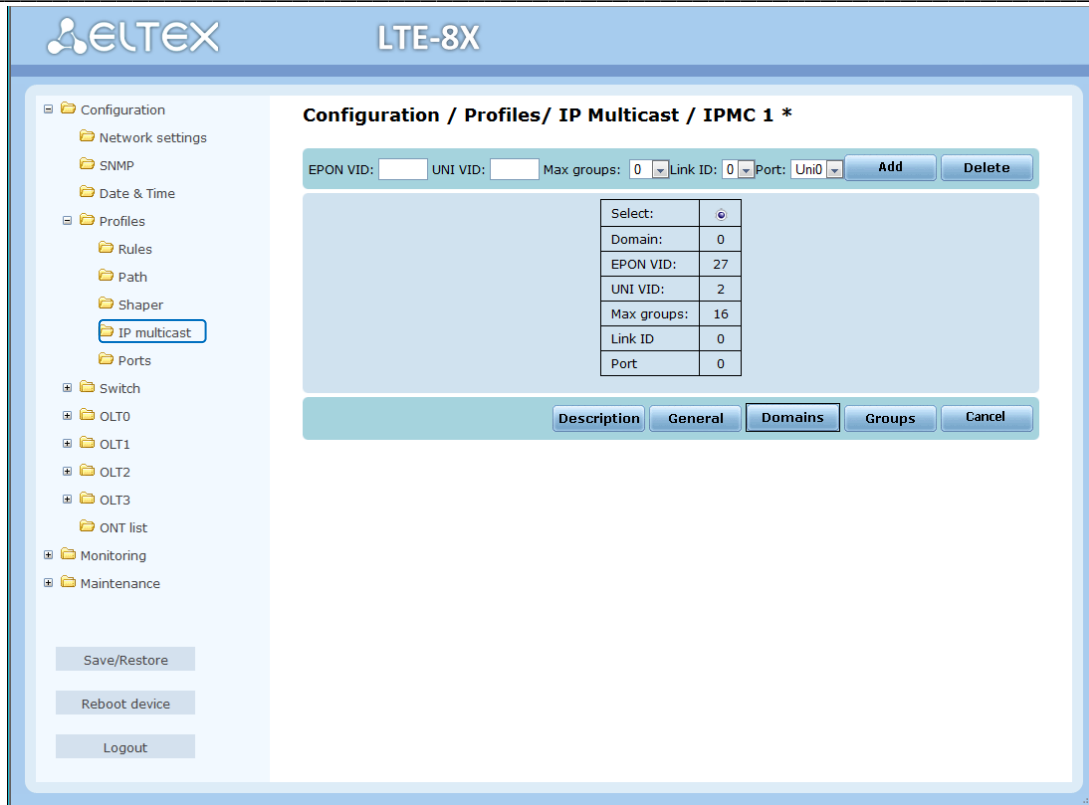 ELTEX
LTE-8X
Configuration
Network settings
SNMP
Date & Time
Profiles
Rules
Path
Shaper
IP multicast
Ports
Switch
OLT0
OLT1
OLT2
OLT3
ONT list
Monitoring
Maintenance
Save/Restore
Reboot device
Logout
Configuration / Profiles/ IP Multicast / IPMC 1 *
EPON VID: UNI VID: Max groups: 0 Link ID: 0 Port: Uni0 Add Delete
Select:
Domain: 0
EPON VID: 27
UNI VID: 2
Max groups: 16
Link ID 0
Port 0
Description General Domains Groups Cancel